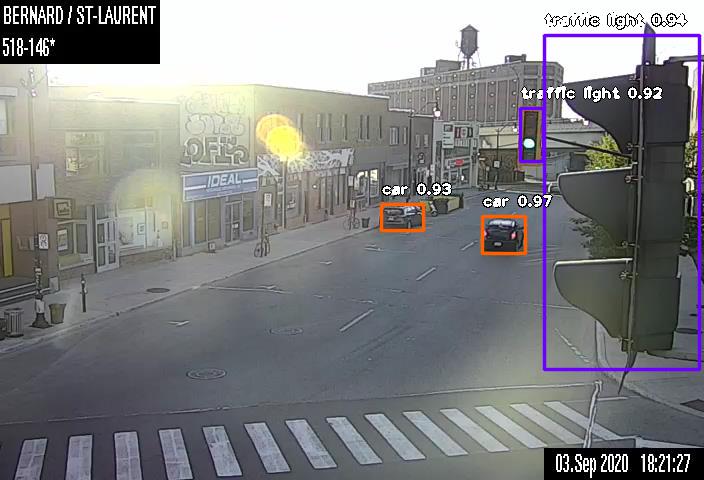 BERNARD / ST-LAURENT
518-146*
traffic light 0.94
traffic light 0.92
car 0.93
car 0.97
IDEAL
03.Sep 2020 18:21:27